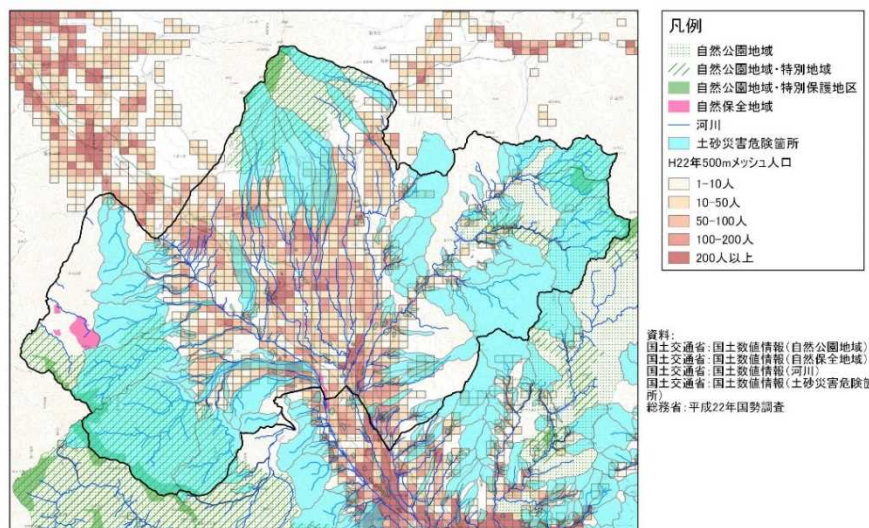 凡例
自然公園地域
自然公園地域・特別地域
自然公園地域・特別保護地区
自然保全地域
河川
土砂災害危険箇所
H22年500mメッシュ人口
1-10人
10-50人
50-100人
100-200人
200人以上
資料:
国土交通省:国土数値情報(自然公園地域)
国土交通省:国土数値情報(自然保全地域)
国土交通省:国土数値情報(河川)
国土交通省:国土数値情報(土砂災害危険箇
所)
総務省:平成22年国勢調査